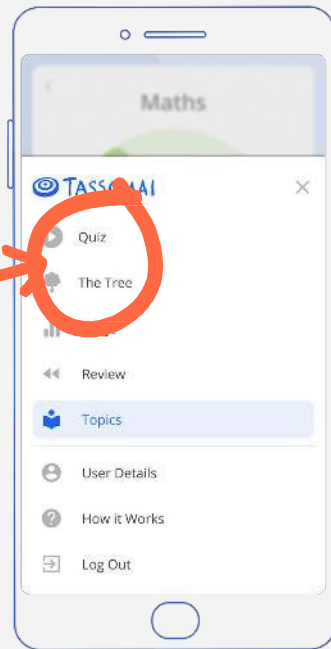 Maths
TASSOMAI
Quiz
The Tree
Review
Topics
User Details
How it Works
Log Out